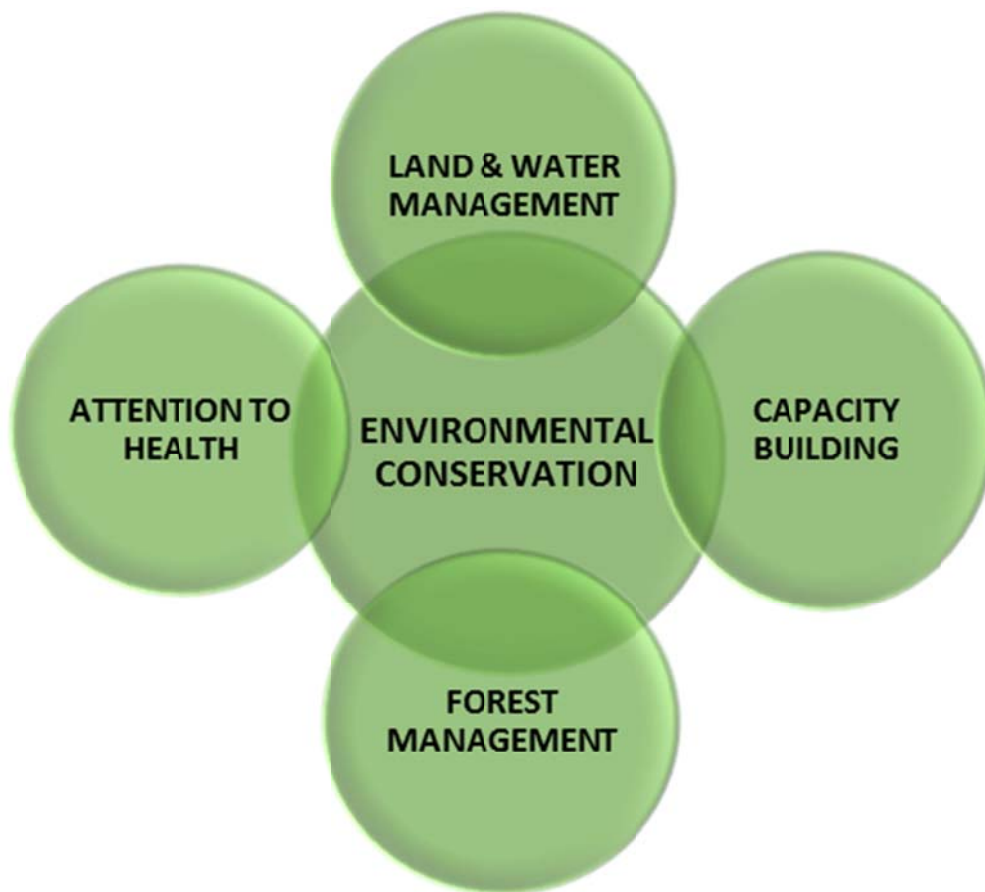 LAND & WATER
MANAGEMENT
ATTENTION TO
HEALTH
ENVIRONMENTAL
CONSERVATION
CAPACITY
BUILDING
FOREST
MANAGEMENT